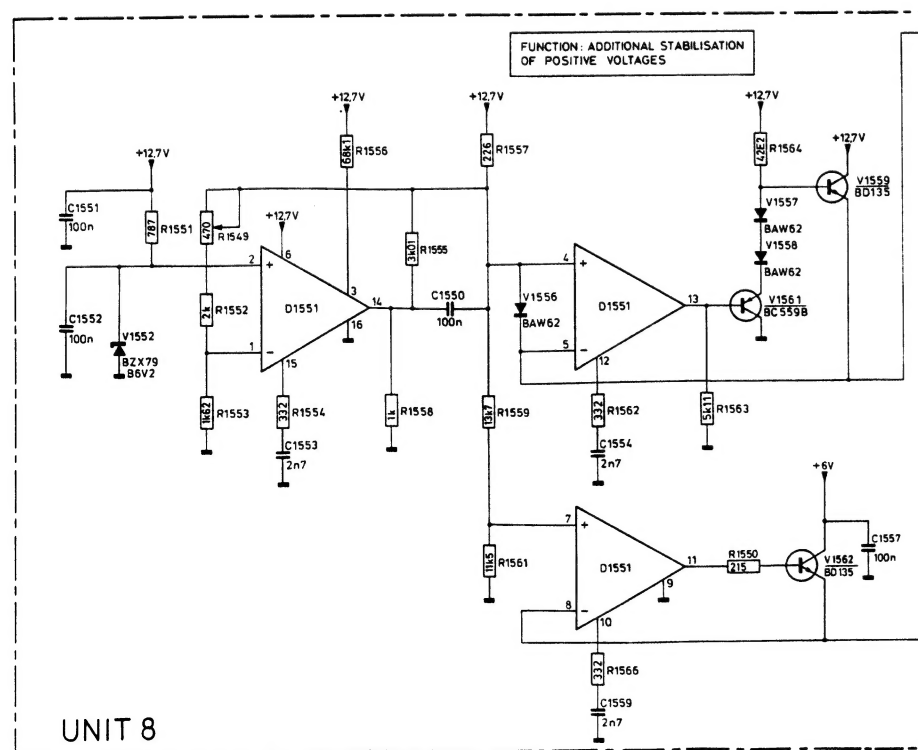 FUNCTION: ADDITIONAL STABILISATION
OF POSITIVE VOLTAGES
+12,7V
+12,7V
+12,7V
+12,7V
+12,7V
+12,7V
68k1
R1556
226
R1557
42E2
R1564
V1559
BD135
C1551
100n
787
R1551
470
R1549
3k01
R1555
V1557
BAW62
V1558
BAW62
2
+
6
3
D1551
14
16
1
−
15
C1550
100n
4
+
V1556
BAW62
D1551
13
5
−
12
V1561
BC559B
C1552
100n
V1552
BZX79
B6V2
2k
R1552
1k62
R1553
332
R1554
C1553
2n7
1k
R1558
13k7
R1559
332
R1562
C1554
2n7
5k11
R1563
+6V
7
+
11k5
R1561
D1551
11
9
8
−
10
R1550
215
V1562
BD135
C1557
100n
332
R1566
C1559
2n7
UNIT 8